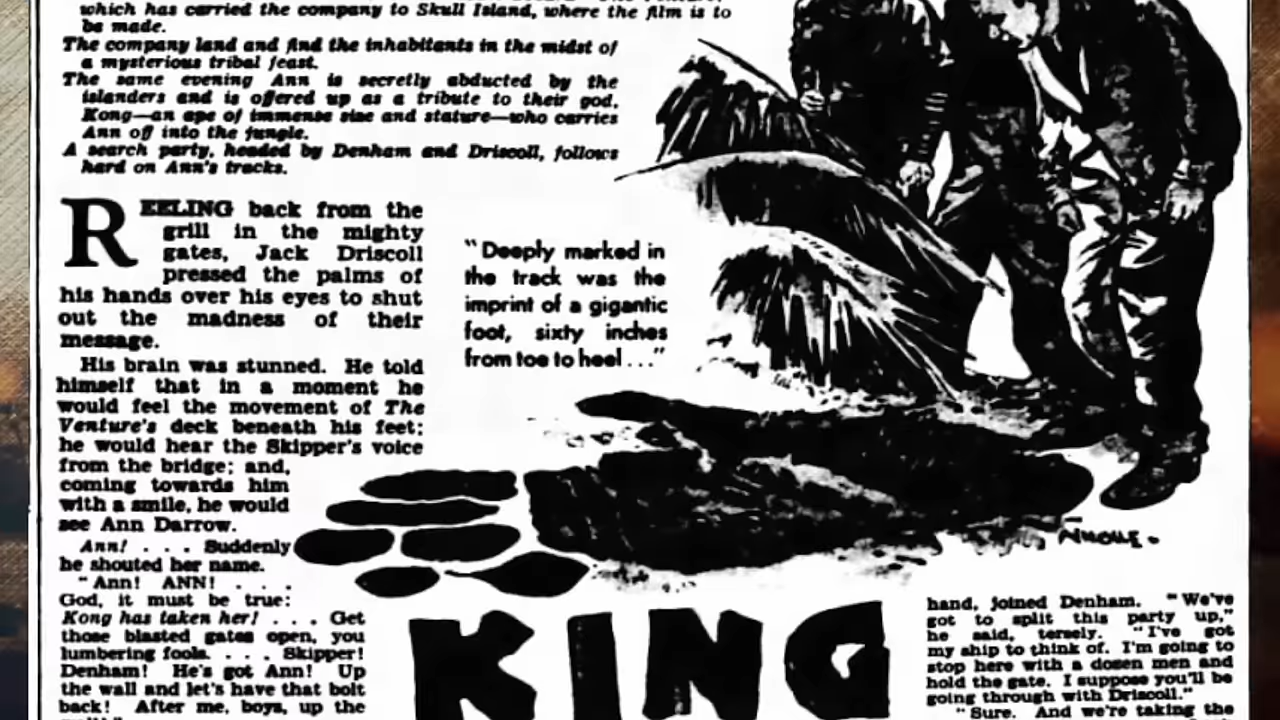 which has carried the company to Skull Island, where the film is to
be made.
The company land and find the inhabitants in the midst of
a mysterious tribal feast.
The same evening Ann is secretly abducted by the
islanders and is offered up as a tribute to their god,
Kong—an ape of immense size and stature—who carries
Ann off into the jungle.
A search party, headed by Denham and Driscoll, follows
hard on Ann's tracks.
REELING back from the
grill in the mighty
gates, Jack Driscoll
pressed the palms of
his hands over his eyes to shut
out the madness of their
message.
His brain was stunned. He told
himself that in a moment he
would feel the movement of The
Venture's deck beneath his feet;
he would hear the Skipper's voice
from the bridge; and,
coming towards him
with a smile, he would
see Ann Darrow.
Ann! . . . Suddenly
he shouted her name.
"Ann! ANN! . . .
God, it must be true:
Kong has taken her! . . . Get
those blasted gates open, you
lumbering fools. . . . Skipper!
Denham! He's got Ann! Up
the wall and let's have that bolt
back! After me, boys, up the
"Deeply marked in
the track was the
imprint of a gigantic
foot, sixty inches
from toe to heel . . ."
KING
hand, joined Denham. "We've
got to split this party up,"
he said, tersely. "I've got
my ship to think of. I'm going to
stop here with a dozen men and
hold the gate. I suppose you'll be
going through with Driscoll."
"Sure. And we're taking the